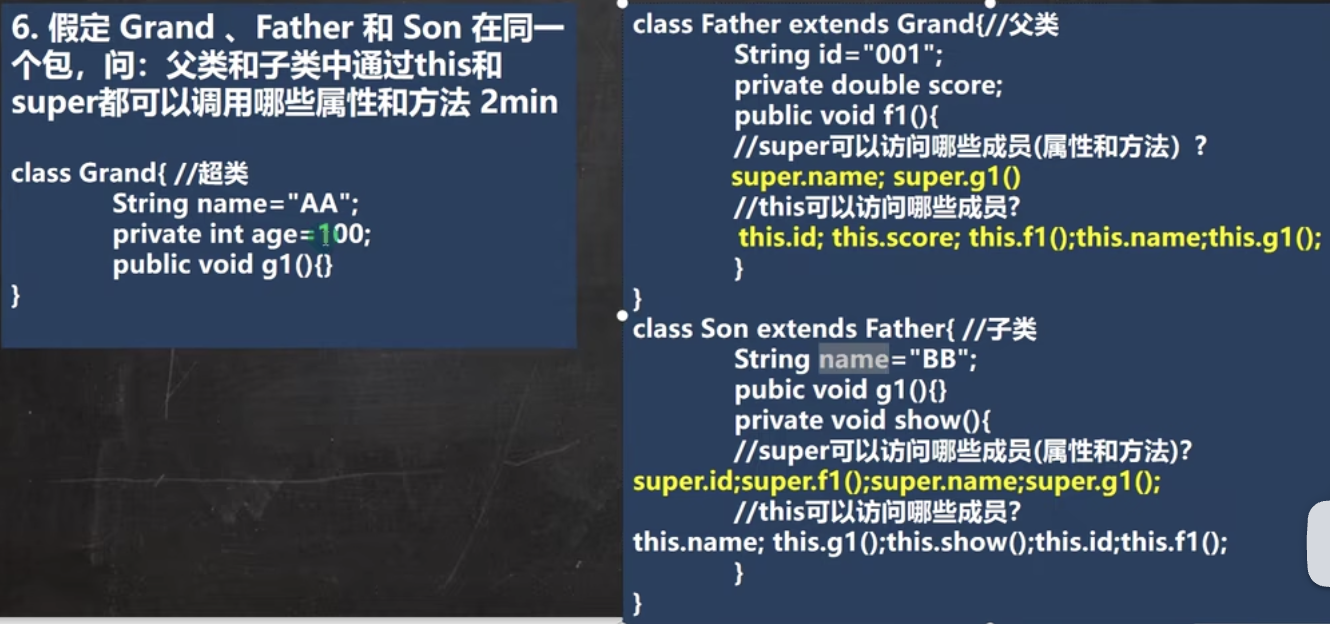 6. 假定 Grand 、Father 和 Son 在同一
个包，问：父类和子类中通过this和
super都可以调用哪些属性和方法 2min
class Grand{ //超类
String name="AA";
private int age=100;
public void g1(){}
}
class Father extends Grand{//父类
String id="001";
private double score;
public void f1(){
//super可以访问哪些成员(属性和方法）?
super.name; super.g1()
//this可以访问哪些成员?
this.id; this.score; this.f1();this.name;this.g1();
}
}
class Son extends Father{ //子类
String name="BB";
pubic void g1(){}
private void show(){
//super可以访问哪些成员(属性和方法)?
super.id;super.f1();super.name;super.g1();
//this可以访问哪些成员?
this.name; this.g1();this.show();this.id;this.f1();
}
}